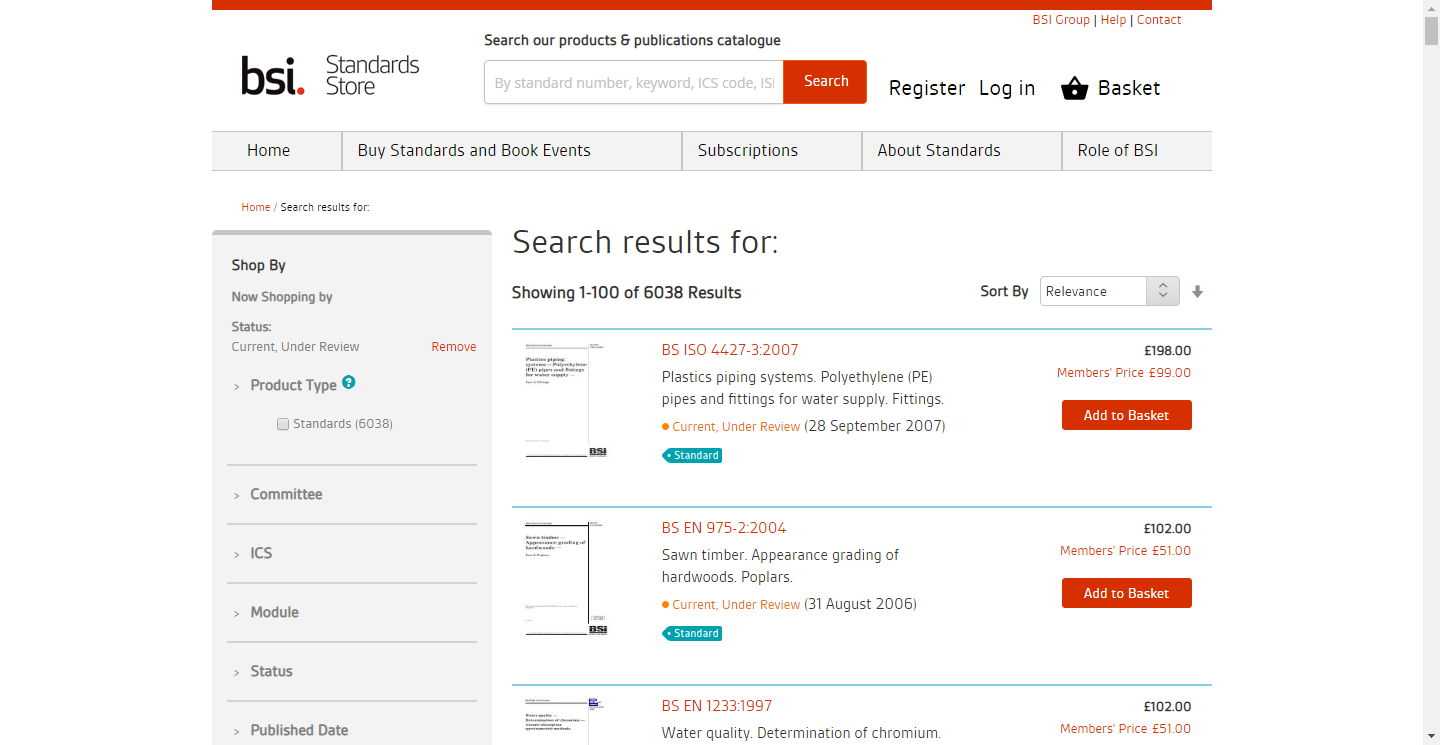 BSI Group | Help | Contact
Search our products & publications catalogue
bsi. Standards Store
By standard number, keyword, ICS code, ISI
Search
Register Log in Basket
Home
Buy Standards and Book Events
Subscriptions
About Standards
Role of BSI
Home / Search results for:
Shop By
Now Shopping by
Status:
Current, Under Review Remove
> Product Type ?
Standards (6038)
> Committee
> ICS
> Module
> Status
> Published Date
Search results for:
Showing 1-100 of 6038 Results
Sort By Relevance
Plastics piping
systems — Polyethylene
(PE) pipes and fittings
for water supply —
BSI
BS ISO 4427-3:2007
Plastics piping systems. Polyethylene (PE)
pipes and fittings for water supply. Fittings.
Current, Under Review (28 September 2007)
Standard
£198.00
Members' Price £99.00
Add to Basket
Sawn timber —
Appearance grading of
hardwoods —
BSI
BS EN 975-2:2004
Sawn timber. Appearance grading of
hardwoods. Poplars.
Current, Under Review (31 August 2006)
Standard
£102.00
Members' Price £51.00
Add to Basket
Water quality —
Determination of chromium —
BS EN 1233:1997
Water quality. Determination of chromium.
£102.00
Members' Price £51.00